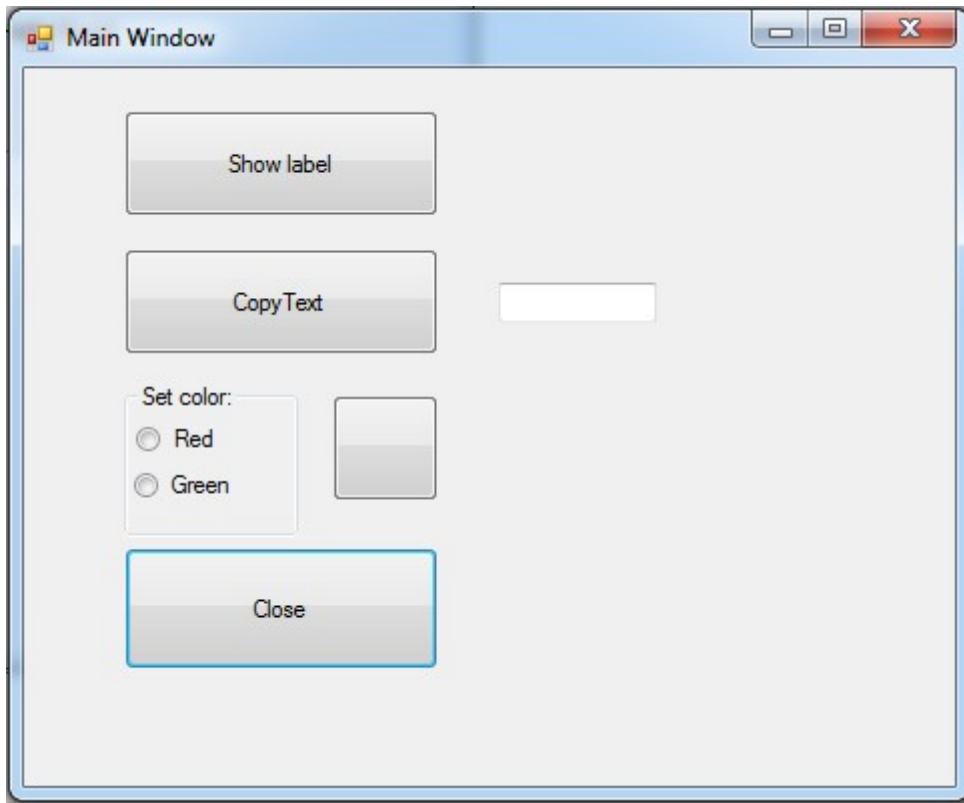 Main Window
Show label
CopyText
Set color:
Red
Green
Close